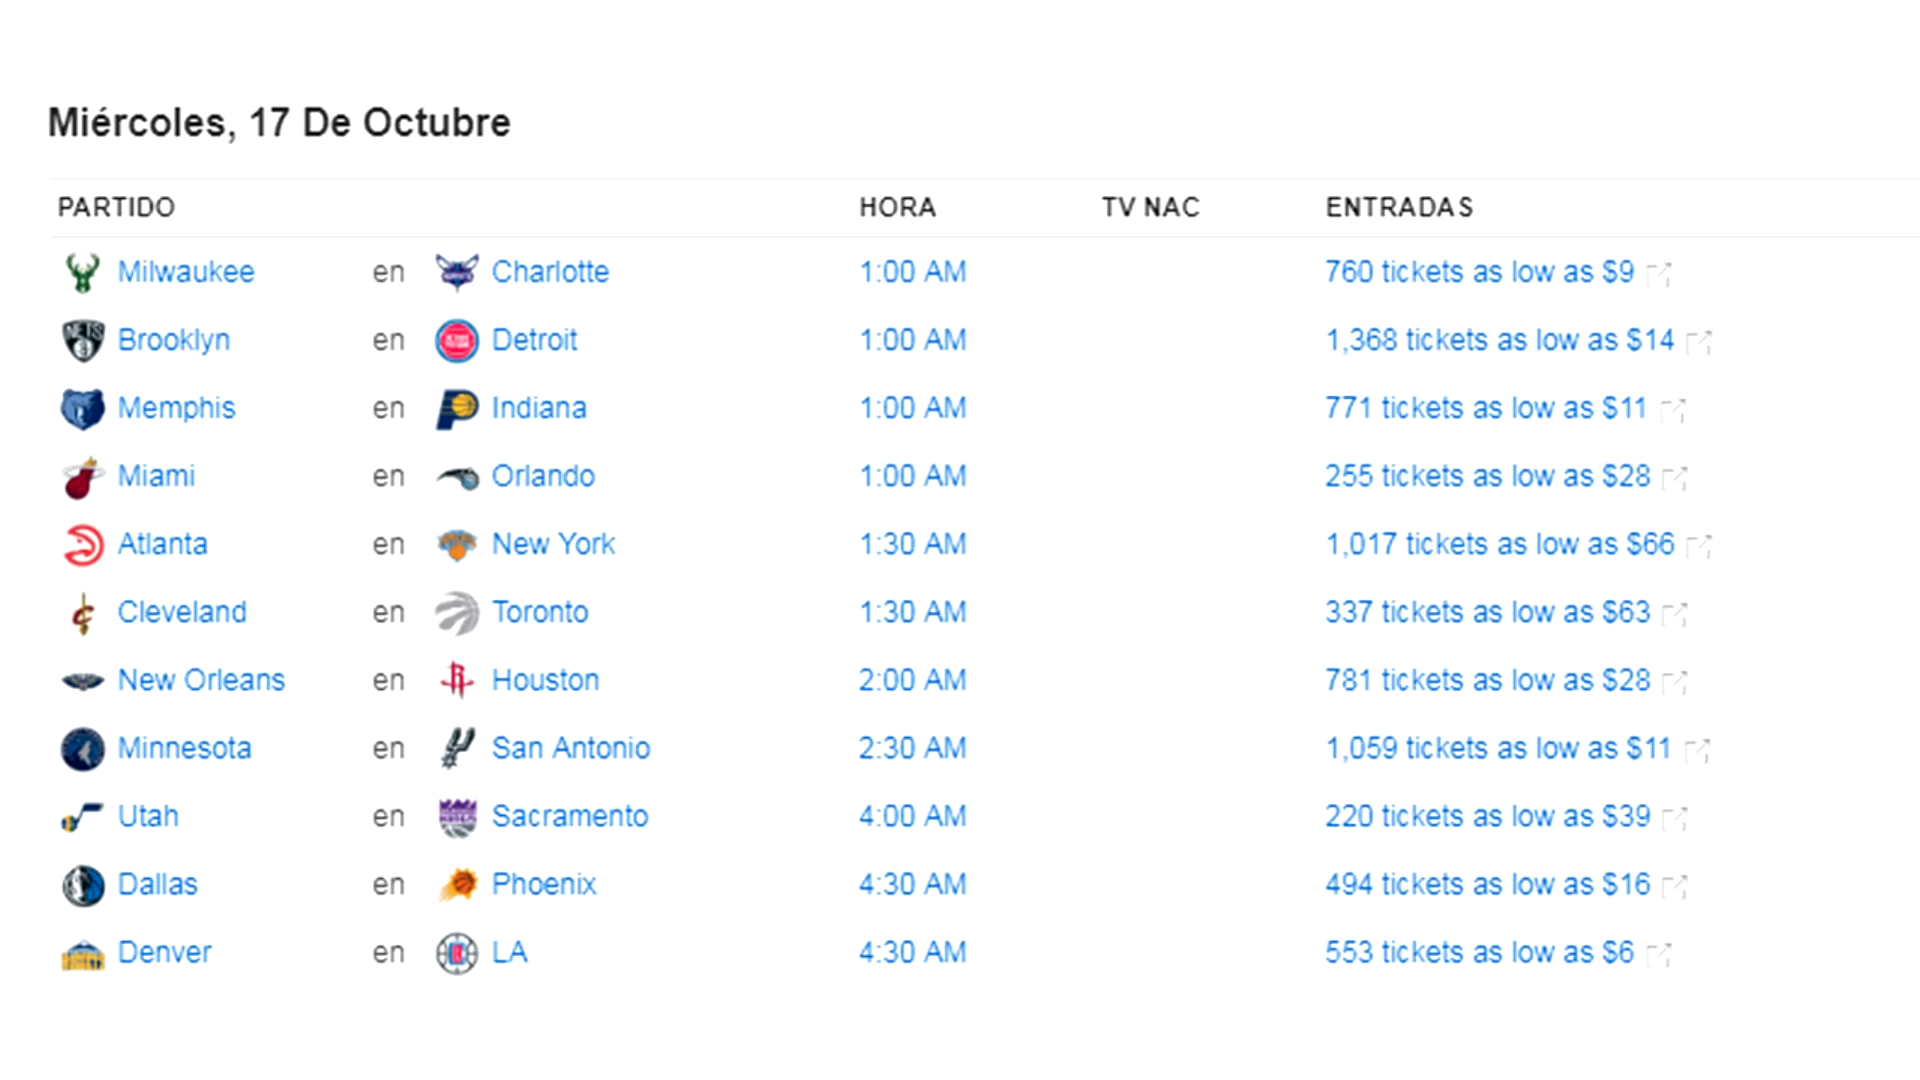 Miércoles, 17 De Octubre
PARTIDO HORA TV NAC ENTRADAS
Milwaukee en Charlotte 1:00 AM 760 tickets as low as $9
Brooklyn en Detroit 1:00 AM 1,368 tickets as low as $14
Memphis en Indiana 1:00 AM 771 tickets as low as $11
Miami en Orlando 1:00 AM 255 tickets as low as $28
Atlanta en New York 1:30 AM 1,017 tickets as low as $66
Cleveland en Toronto 1:30 AM 337 tickets as low as $63
New Orleans en Houston 2:00 AM 781 tickets as low as $28
Minnesota en San Antonio 2:30 AM 1,059 tickets as low as $11
Utah en Sacramento 4:00 AM 220 tickets as low as $39
Dallas en Phoenix 4:30 AM 494 tickets as low as $16
Denver en LA 4:30 AM 553 tickets as low as $6